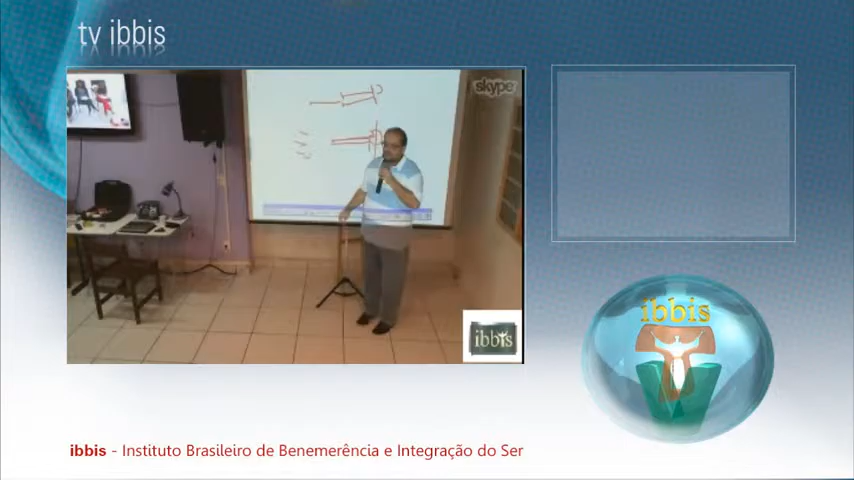 tv ibbis
skype
ibbis
ibbis
ibbis - Instituto Brasileiro de Benemerência e Integração do Ser